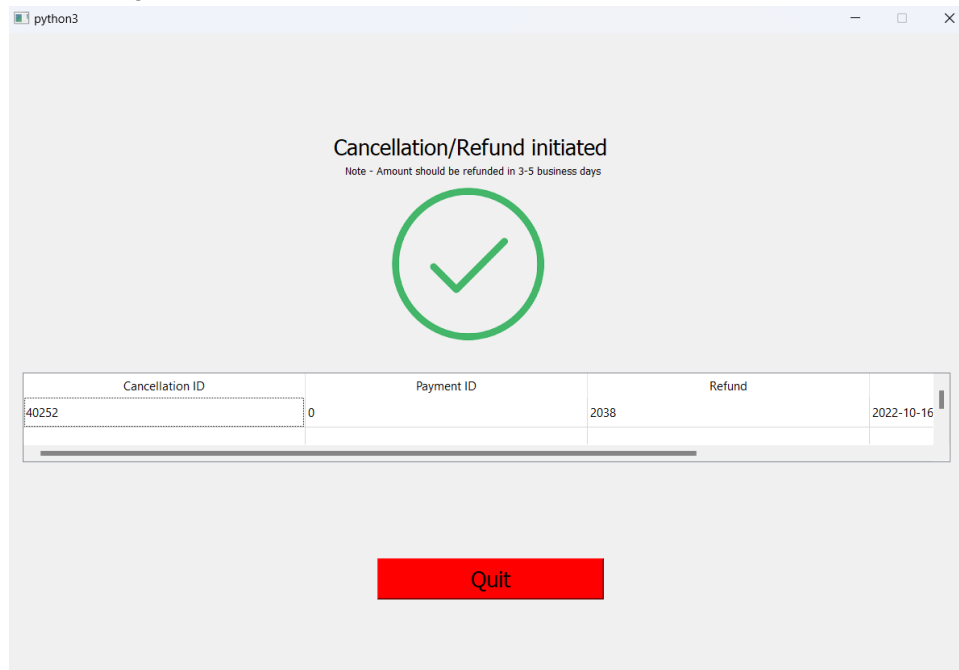 python3
Cancellation/Refund initiated
Note - Amount should be refunded in 3-5 business days
Cancellation ID Payment ID Refund
40252 0 2038 2022-10-16
Quit